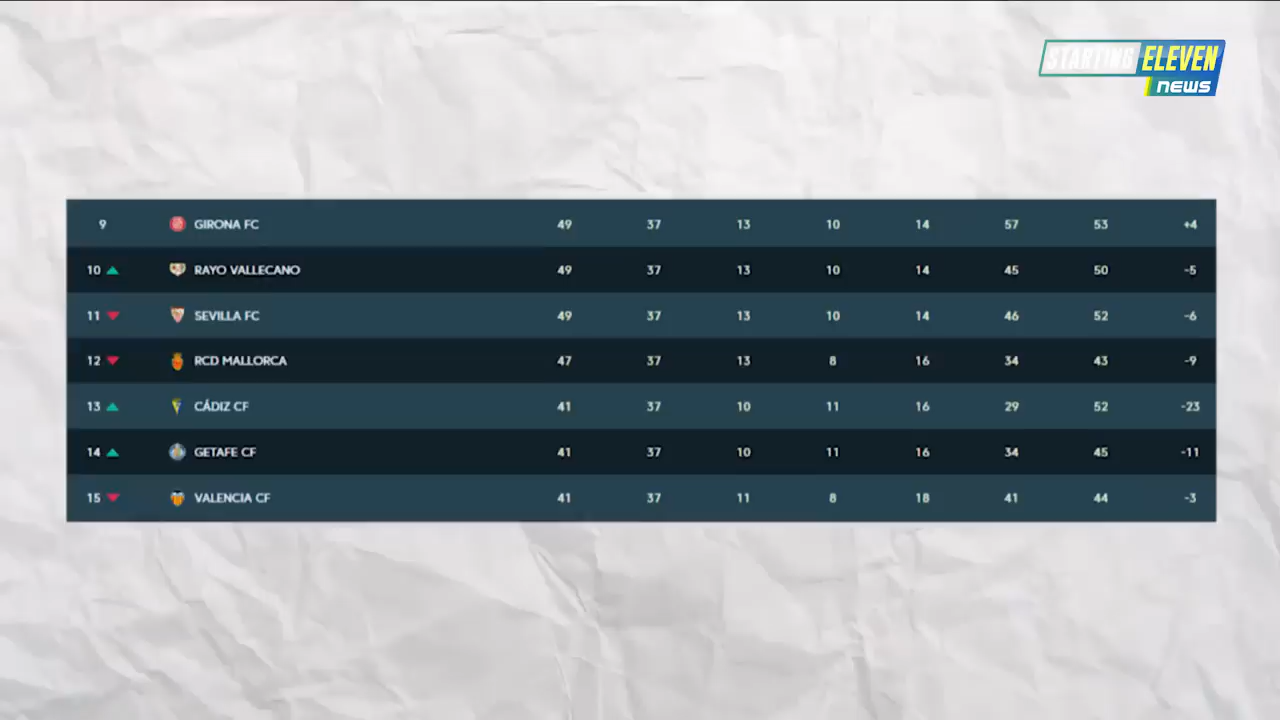 STARTING ELEVEN
news
9 GIRONA FC 49 37 13 10 14 57 53 +4
10 RAYO VALLECANO 49 37 13 10 14 45 50 -5
11 SEVILLA FC 49 37 13 10 14 46 52 -6
12 RCD MALLORCA 47 37 13 8 16 34 43 -9
13 CÁDIZ CF 41 37 10 11 16 29 52 -23
14 GETAFE CF 41 37 10 11 16 34 45 -11
15 VALENCIA CF 41 37 11 8 18 41 44 -3